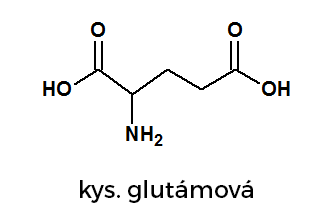 O O
HO OH
NH2
kys. glutámová